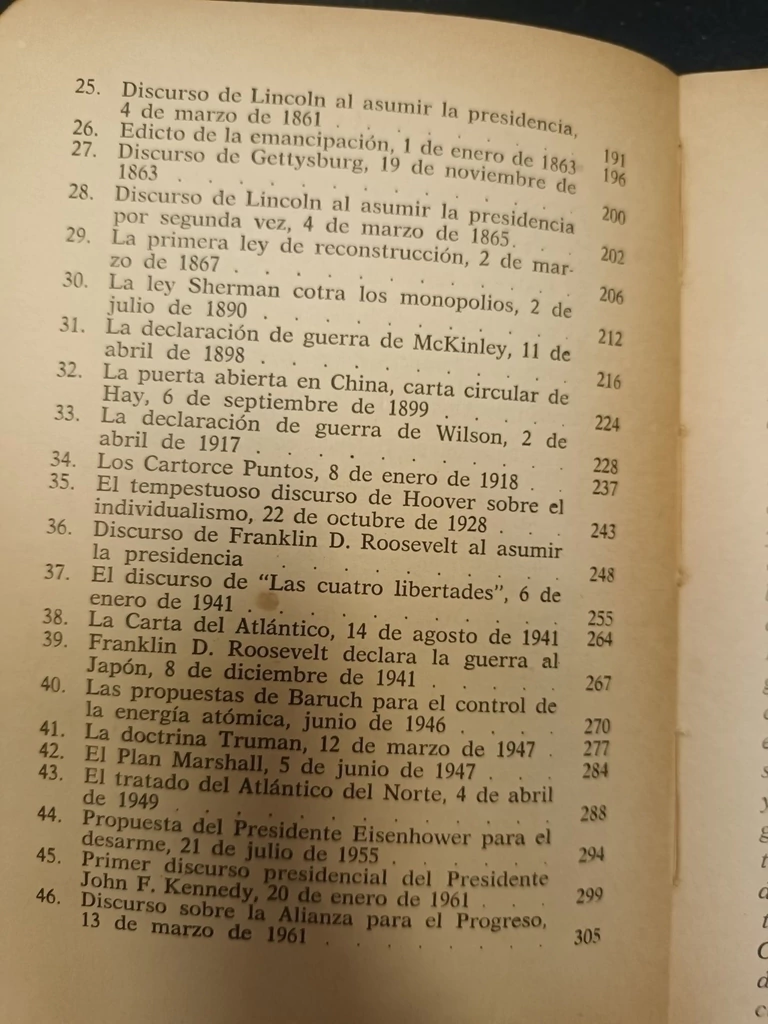 25. Discurso de Lincoln al asumir la presidencia,
4 de marzo de 1861 . . . . . . . 191
26. Edicto de la emancipación, 1 de enero de 1863 196
27. Discurso de Gettysburg, 19 de noviembre de
1863 . . . . . . . . . . 200
28. Discurso de Lincoln al asumir la presidencia
por segunda vez, 4 de marzo de 1865. . . 202
29. La primera ley de reconstrucción, 2 de mar-
zo de 1867 . . . . . . . . . 206
30. La ley Sherman cotra los monopolios, 2 de
julio de 1890 . . . . . . . . 212
31. La declaración de guerra de McKinley, 11 de
abril de 1898 . . . . . . . . 216
32. La puerta abierta en China, carta circular de
Hay, 6 de septiembre de 1899 . . . . 224
33. La declaración de guerra de Wilson, 2 de
abril de 1917 . . . . . . . . 228
34. Los Cartorce Puntos, 8 de enero de 1918 . . 237
35. El tempestuoso discurso de Hoover sobre el
individualismo, 22 de octubre de 1928 . . . 243
36. Discurso de Franklin D. Roosevelt al asumir
la presidencia . . . . . . . . 248
37. El discurso de "Las cuatro libertades", 6 de
enero de 1941 . . . . . . . . 255
38. La Carta del Atlántico, 14 de agosto de 1941 264
39. Franklin D. Roosevelt declara la guerra al
Japón, 8 de diciembre de 1941 . . . . . 267
40. Las propuestas de Baruch para el control de
la energía atómica, junio de 1946 . . . . 270
41. La doctrina Truman, 12 de marzo de 1947 . 277
42. El Plan Marshall, 5 de junio de 1947 . . . 284
43. El tratado del Atlántico del Norte, 4 de abril
de 1949 . . . . . . . . . . 288
44. Propuesta del Presidente Eisenhower para el
desarme, 21 de julio de 1955 . . . . . 294
45. Primer discurso presidencial del Presidente
John F. Kennedy, 20 de enero de 1961 . . . 299
46. Discurso sobre la Alianza para el Progreso,
13 de marzo de 1961 . . . . . . . 305